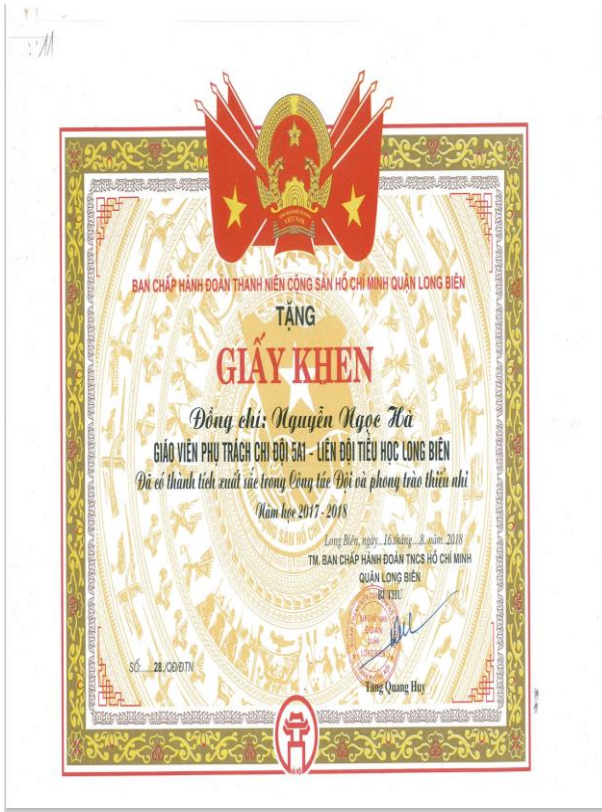 VIỆT NAM
BAN CHẤP HÀNH ĐOÀN THANH NIÊN CỘNG SẢN HỒ CHÍ MINH QUẬN LONG BIÊN
TẶNG
GIẤY KHEN
Đồng chí: Nguyễn Ngọc Hà
GIÁO VIÊN PHỤ TRÁCH CHI ĐỘI 5A1 - LIÊN ĐỘI TIỂU HỌC LONG BIÊN
Đã có thành tích xuất sắc trong Công tác Đội và phong trào thiếu nhi
Năm học 2017 - 2018
Long Biên, ngày 16 tháng 8 năm 2018
TM. BAN CHẤP HÀNH ĐOÀN TNCS HỒ CHÍ MINH
QUẬN LONG BIÊN
BÍ THƯ
SỐ: 28 /QĐ/ĐTN
Tăng Quang Huy